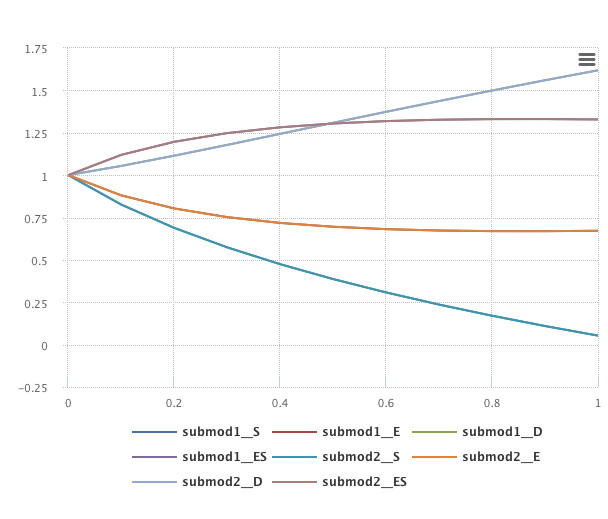 1.75
1.5
1.25
1
0.75
0.5
0.25
0
−0.25
0 0.2 0.4 0.6 0.8 1
submod1__S submod1__E submod1__D
submod1__ES submod2__S submod2__E
submod2__D submod2__ES